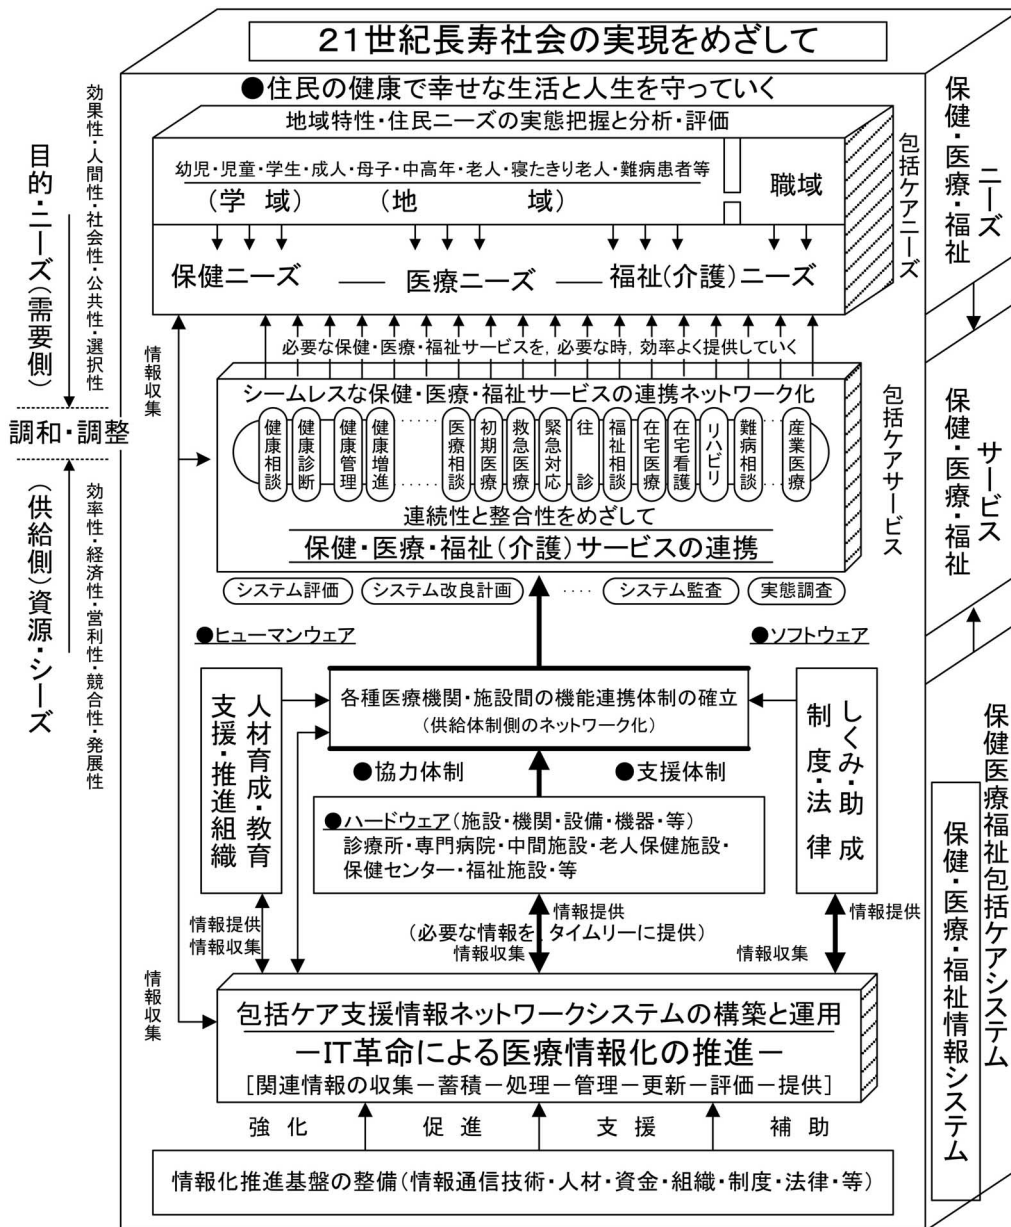 21世紀長寿社会の実現をめざして
●住民の健康で幸せな生活と人生を守っていく
地域特性・住民ニーズの実態把握と分析・評価
幼児・児童・学生・成人・母子・中高年・老人・寝たきり老人・難病患者等
(学域)
(地域)
職域
保健ニーズ
医療ニーズ
福祉(介護)ニーズ
包括ケアニーズ
必要な保健・医療・福祉サービスを,必要な時,効率よく提供していく
情報収集
シームレスな保健・医療・福祉サービスの連携ネットワーク化
健康相談
健康診断
健康管理
健康増進
·····
医療相談
初期医療
救急医療
緊急対応
往診
福祉相談
在宅医療
在宅看護
リハビリ
難病相談
····
産業医療
連続性と整合性をめざして
保健・医療・福祉(介護)サービスの連携
包括ケアサービス
システム評価
システム改良計画
····
システム監査
実態調査
●ヒューマンウェア
●ソフトウェア
人材育成・教育
支援・推進組織
各種医療機関・施設間の機能連携体制の確立
(供給体制側のネットワーク化)
しくみ・助成
制度・法律
●協力体制
●支援体制
●ハードウェア(施設・機関・設備・機器・等)
診療所・専門病院・中間施設・老人保健施設・
保健センター・福祉施設・等
情報提供
情報収集
情報提供
(必要な情報を,タイムリーに提供)
情報収集
情報提供
情報収集
情報収集
包括ケア支援情報ネットワークシステムの構築と運用
－IT革命による医療情報化の推進－
[関連情報の収集－蓄積－処理－管理－更新－評価－提供]
強化
促進
支援
補助
情報化推進基盤の整備(情報通信技術・人材・資金・組織・制度・法律・等)
目的・ニーズ(需要側)
効果性・人間性・社会性・公共性・選択性
調和・調整
(供給側)資源・シーズ
効率性・経済性・営利性・競合性・発展性
ニーズ
保健・医療・福祉
サービス
保健・医療・福祉
保健医療福祉包括ケアシステム
保健・医療・福祉情報システム